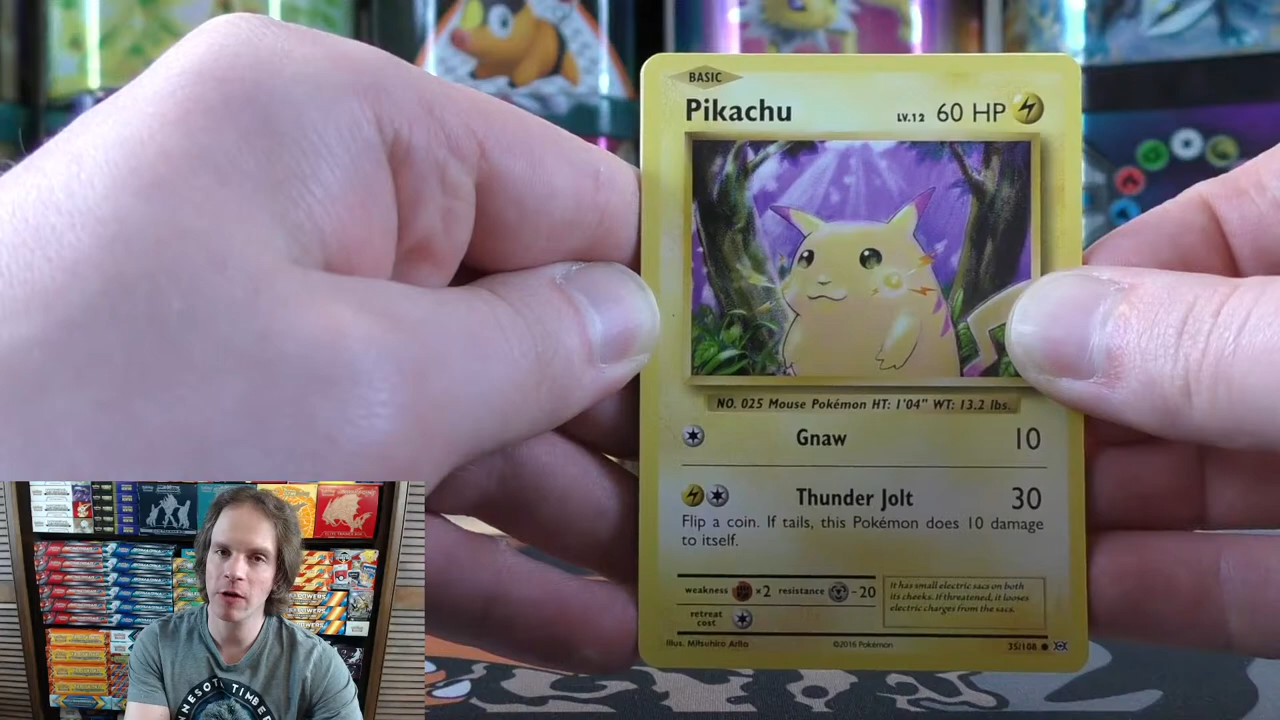 BASIC
Pikachu
LV.12 60 HP
NO. 025 Mouse Pokémon HT: 1'04" WT: 13.2 lbs.
Gnaw 10
Thunder Jolt 30
Flip a coin. If tails, this Pokémon does 10 damage
to itself.
weakness ×2 resistance -20
retreat
cost
It has small electric sacs on both
its cheeks. If threatened, it looses
electric charges from the sacs.
Illus. Mitsuhiro Arita ©2016 Pokémon 35/108
NNESOT TIMBER